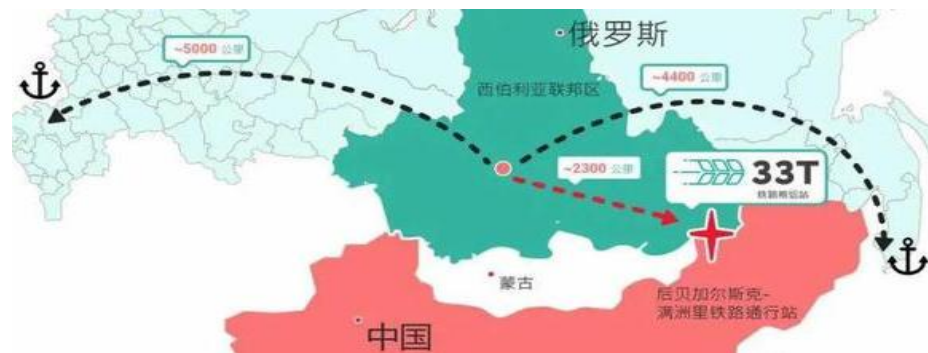 ~5000 公里
俄罗斯
~4400 公里
西伯利亚联邦区
~2300 公里
33T
铁路粮铝站
蒙古
后贝加尔斯克-
满洲里铁路通行站
中国